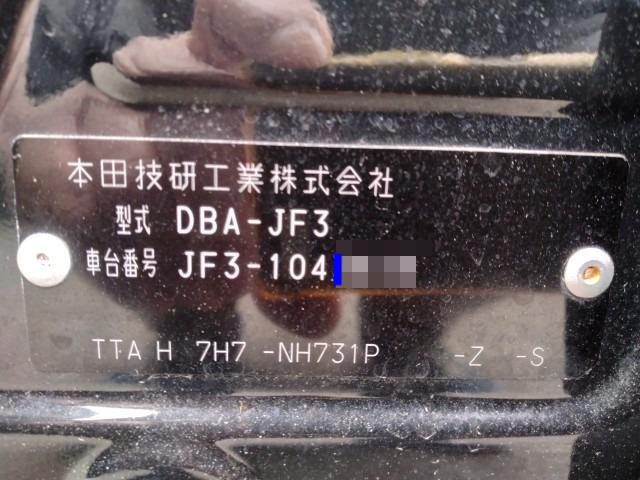 本田技研工業株式会社
型式 DBA-JF3
車台番号 JF3-104
TTA H 7H7 -NH731P -Z -S